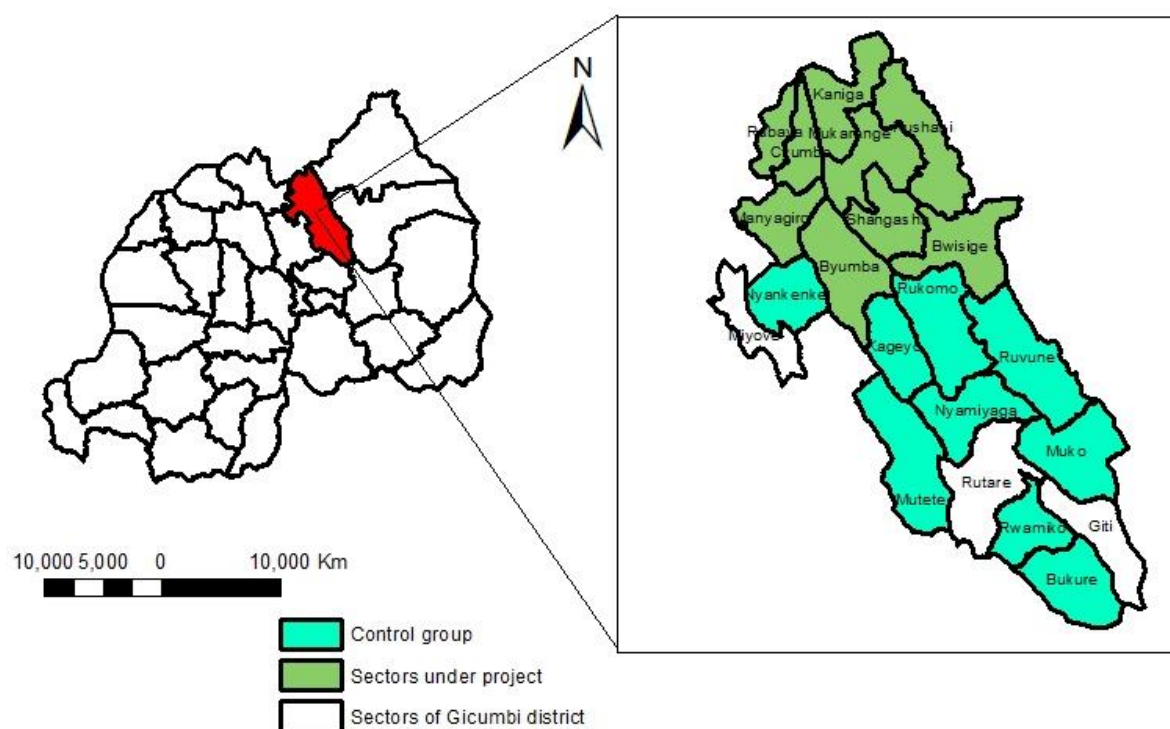 N
Kaniga
Rubaya
Mukarange
Cyumba
Manyagiro
Shangasha
Bwisige
Byumba
Rukomo
Nyankenke
Miyove
Kageyo
Ruvune
Nyamiyaga
Muko
Rutare
Mutete
Rwamiko
Giti
Bukure
10,000 5,000 0 10,000 Km
Control group
Sectors under project
Sectors of Gicumbi district